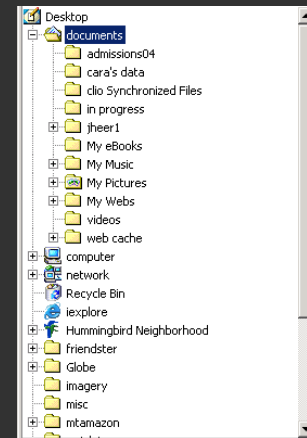 Desktop
documents
admissions04
cara's data
clio Synchronized Files
in progress
jheer1
My eBooks
My Music
My Pictures
My Webs
videos
web cache
computer
network
Recycle Bin
iexplore
Hummingbird Neighborhood
friendster
Globe
imagery
misc
mtamazon